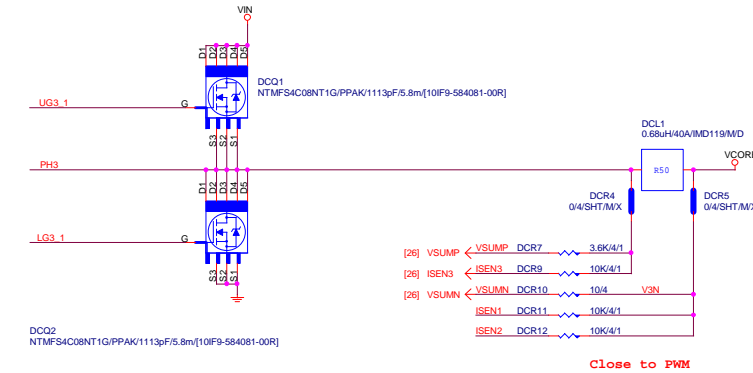 VIN
D1 D2 D3 D4 D5
DCQ1
NTMFS4C08NT1G/PPAK/1113pF/5.8m/[10IF9-584081-00R]
UG3_1
G
S3 S2 S1
DCL1
0.68uH/40A/IMD119/M/D
PH3
VCOR
R50
D1 D2 D3 D4 D5
DCR4
0/4/SHT/M/X
DCR5
0/4/SHT/M/X
LG3_1
G
[26] VSUMP VSUMP DCR7 3.6K/4/1
S3 S2 S1
[26] ISEN3 ISEN3 DCR9 10K/4/1
[26] VSUMN VSUMN DCR10 10/4 V3N
ISEN1 DCR11 10K/4/1
DCQ2
NTMFS4C08NT1G/PPAK/1113pF/5.8m/[10IF9-584081-00R]
ISEN2 DCR12 10K/4/1
Close to PWM